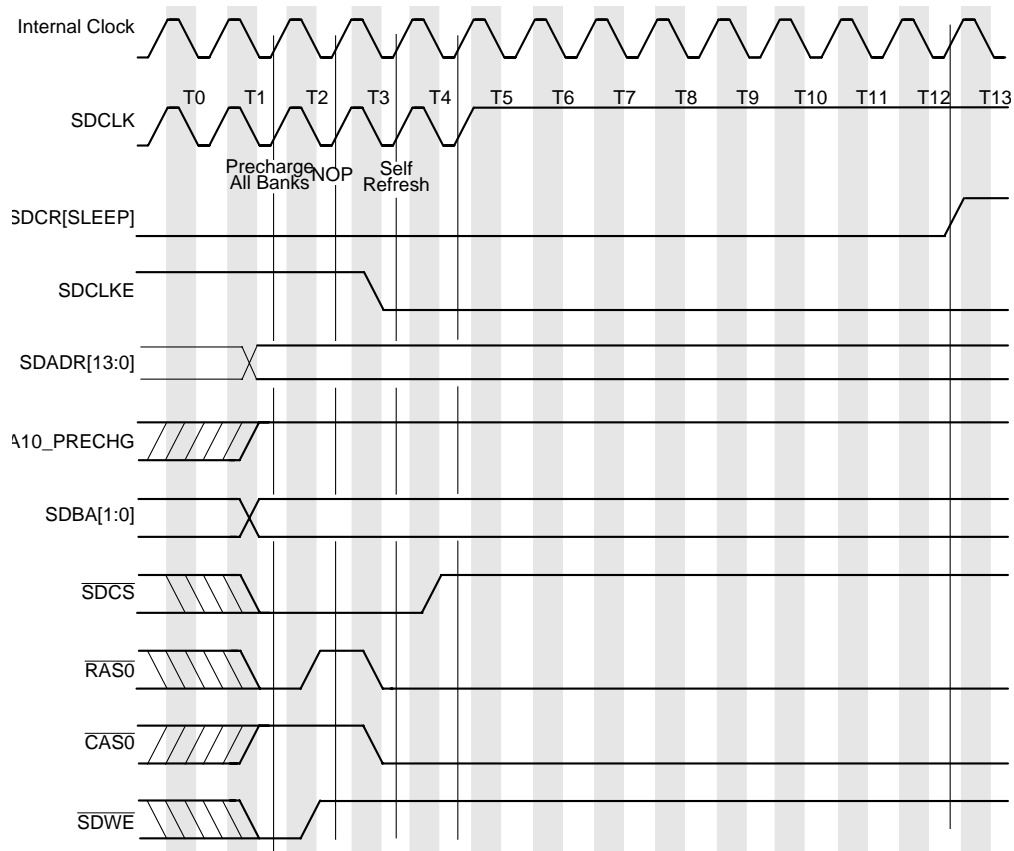 Internal Clock
T0 T1 T2 T3 T4 T5 T6 T7 T8 T9 T10 T11 T12 T13
SDCLK
Precharge
All Banks
NOP
Self
Refresh
SDCR[SLEEP]
SDCLKE
SDADR[13:0]
A10_PRECHG
SDBA[1:0]
SDCS
RAS0
CAS0
SDWE